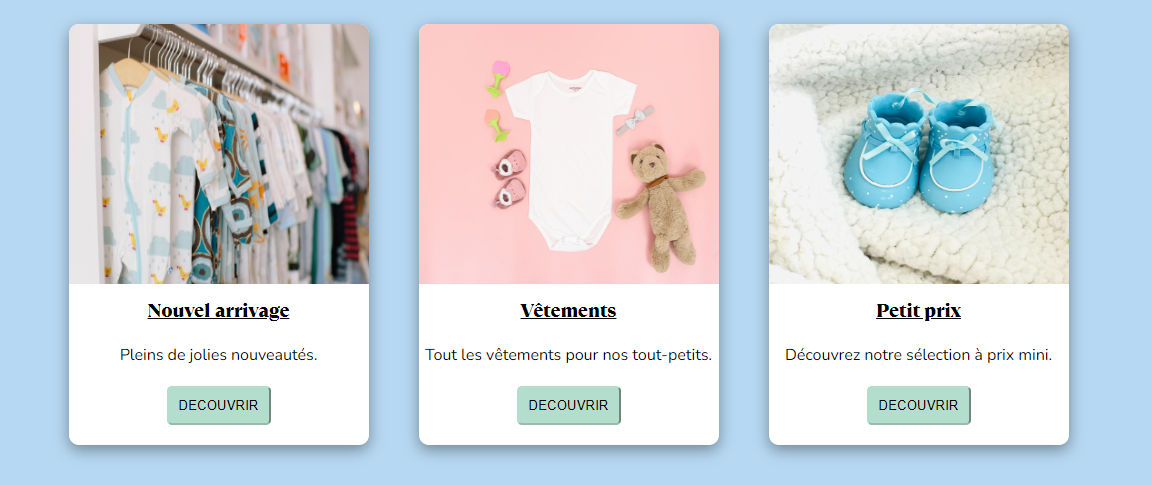 Nouvel arrivage
Pleins de jolies nouveautés.
DECOUVRIR
Vêtements
Tout les vêtements pour nos tout-petits.
DECOUVRIR
Petit prix
Découvrez notre sélection à prix mini.
DECOUVRIR